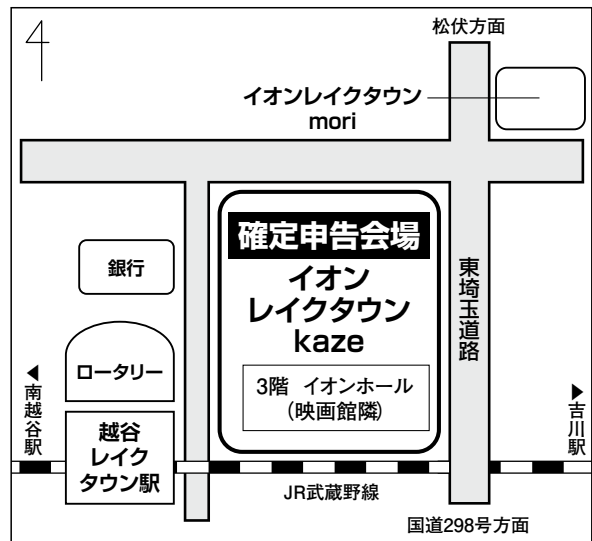 松伏方面
イオンレイクタウン
mori
確定申告会場
イオン
レイクタウン
kaze
3階 イオンホール
(映画館隣)
東埼玉道路
銀行
ロータリー
◀南越谷駅
越谷
レイク
タウン駅
▶吉川駅
JR武蔵野線
国道298号方面